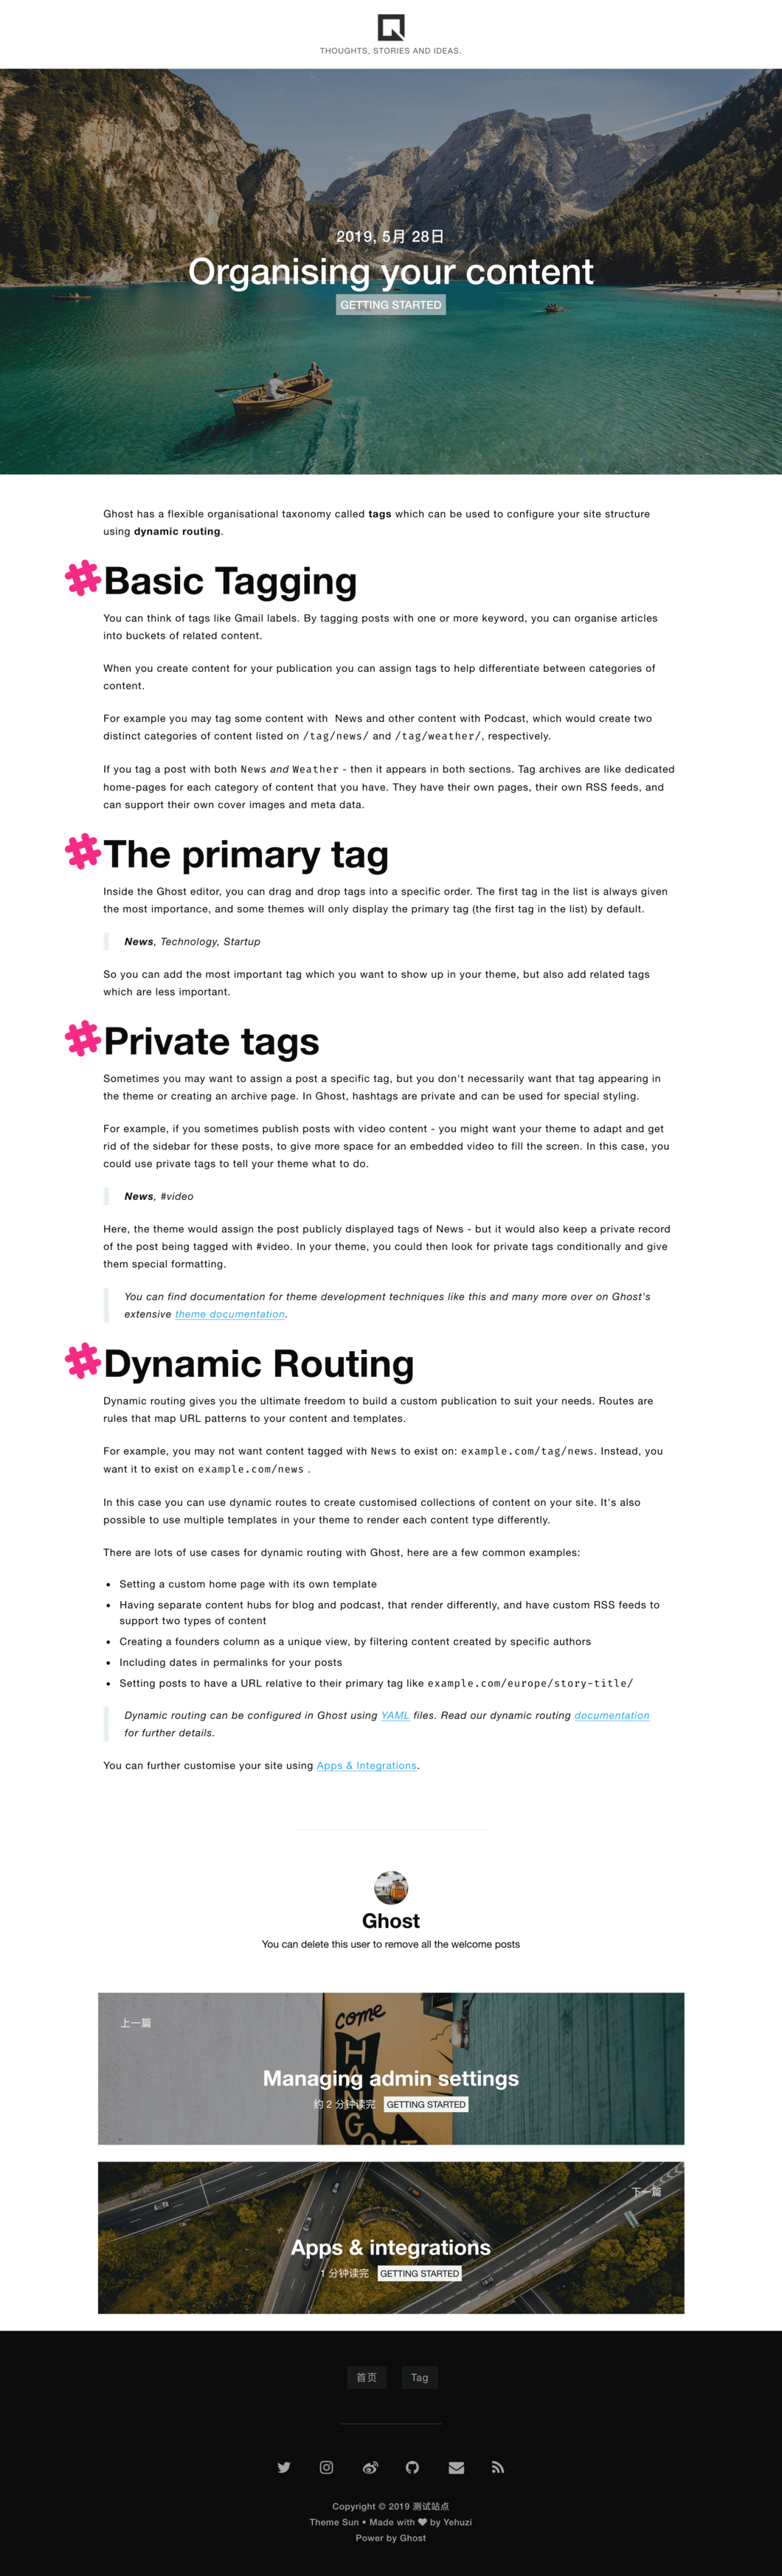 THOUGHTS, STORIES AND IDEAS.
2019, 5月 28日
Organising your content
GETTING STARTED
Ghost has a flexible organisational taxonomy called tags which can be used to configure your site structure
using dynamic routing.
#Basic Tagging
You can think of tags like Gmail labels. By tagging posts with one or more keyword, you can organise articles
into buckets of related content.
When you create content for your publication you can assign tags to help differentiate between categories of
content.
For example you may tag some content with  News and other content with Podcast, which would create two
distinct categories of content listed on /tag/news/ and /tag/weather/, respectively.
If you tag a post with both News and Weather - then it appears in both sections. Tag archives are like dedicated
home-pages for each category of content that you have. They have their own pages, their own RSS feeds, and
can support their own cover images and meta data.
#The primary tag
Inside the Ghost editor, you can drag and drop tags into a specific order. The first tag in the list is always given
the most importance, and some themes will only display the primary tag (the first tag in the list) by default.
News, Technology, Startup
So you can add the most important tag which you want to show up in your theme, but also add related tags
which are less important.
#Private tags
Sometimes you may want to assign a post a specific tag, but you don't necessarily want that tag appearing in
the theme or creating an archive page. In Ghost, hashtags are private and can be used for special styling.
For example, if you sometimes publish posts with video content - you might want your theme to adapt and get
rid of the sidebar for these posts, to give more space for an embedded video to fill the screen. In this case, you
could use private tags to tell your theme what to do.
News, #video
Here, the theme would assign the post publicly displayed tags of News - but it would also keep a private record
of the post being tagged with #video. In your theme, you could then look for private tags conditionally and give
them special formatting.
You can find documentation for theme development techniques like this and many more over on Ghost's
extensive theme documentation.
#Dynamic Routing
Dynamic routing gives you the ultimate freedom to build a custom publication to suit your needs. Routes are
rules that map URL patterns to your content and templates.
For example, you may not want content tagged with News to exist on: example.com/tag/news. Instead, you
want it to exist on example.com/news .
In this case you can use dynamic routes to create customised collections of content on your site. It's also
possible to use multiple templates in your theme to render each content type differently.
There are lots of use cases for dynamic routing with Ghost, here are a few common examples:
• Setting a custom home page with its own template
• Having separate content hubs for blog and podcast, that render differently, and have custom RSS feeds to
support two types of content
• Creating a founders column as a unique view, by filtering content created by specific authors
• Including dates in permalinks for your posts
• Setting posts to have a URL relative to their primary tag like example.com/europe/story-title/
Dynamic routing can be configured in Ghost using YAML files. Read our dynamic routing documentation
for further details.
You can further customise your site using Apps & Integrations.
Ghost
You can delete this user to remove all the welcome posts
come
HANGOUT
上一篇
Managing admin settings
约 2 分钟读完 GETTING STARTED
下一篇
Apps & integrations
1 分钟读完 GETTING STARTED
首页 Tag
Copyright © 2019 测试站点
Theme Sun • Made with ❤ by Yehuzi
Power by Ghost